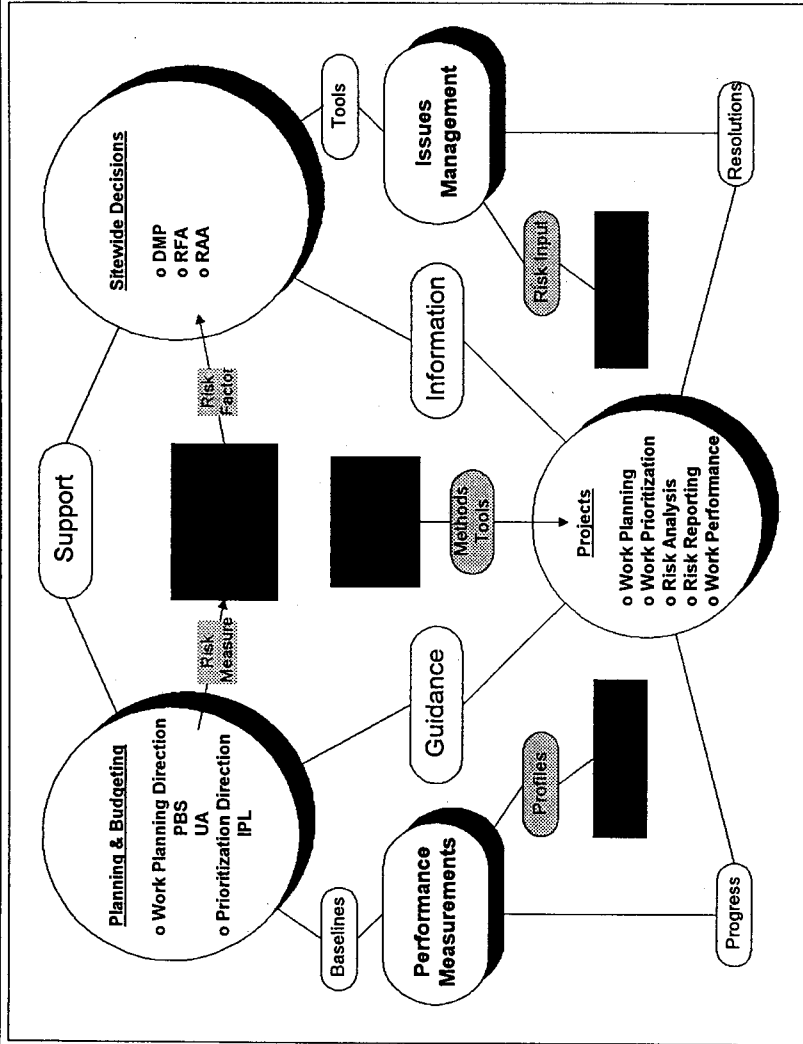 Support
Planning & Budgeting
o Work Planning Direction
PBS
UA
o Prioritization Direction
IPL
Risk
Measure
Risk
Factor
Sitewide Decisions
o DMP
o RFA
o RAA
Baselines
Tools
Performance
Measurements
Guidance
Information
Issues
Management
Methods
Tools
Profiles
Risk Input
Projects
o Work Planning
o Work Prioritization
o Risk Analysis
o Risk Reporting
o Work Performance
Progress
Resolutions